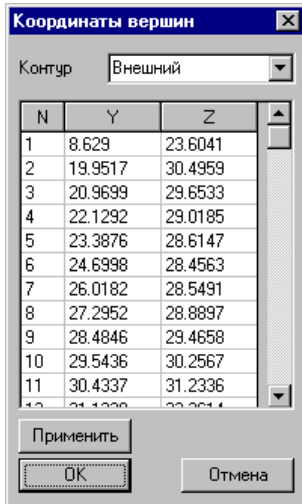 Координаты вершин
Контур Внешний
N Y Z
1 8.629 23.6041
2 19.9517 30.4959
3 20.9699 29.6533
4 22.1292 29.0185
5 23.3876 28.6147
6 24.6998 28.4563
7 26.0182 28.5491
8 27.2952 28.8897
9 28.4846 29.4658
10 29.5436 30.2567
11 30.4337 31.2336
Применить
OK Отмена